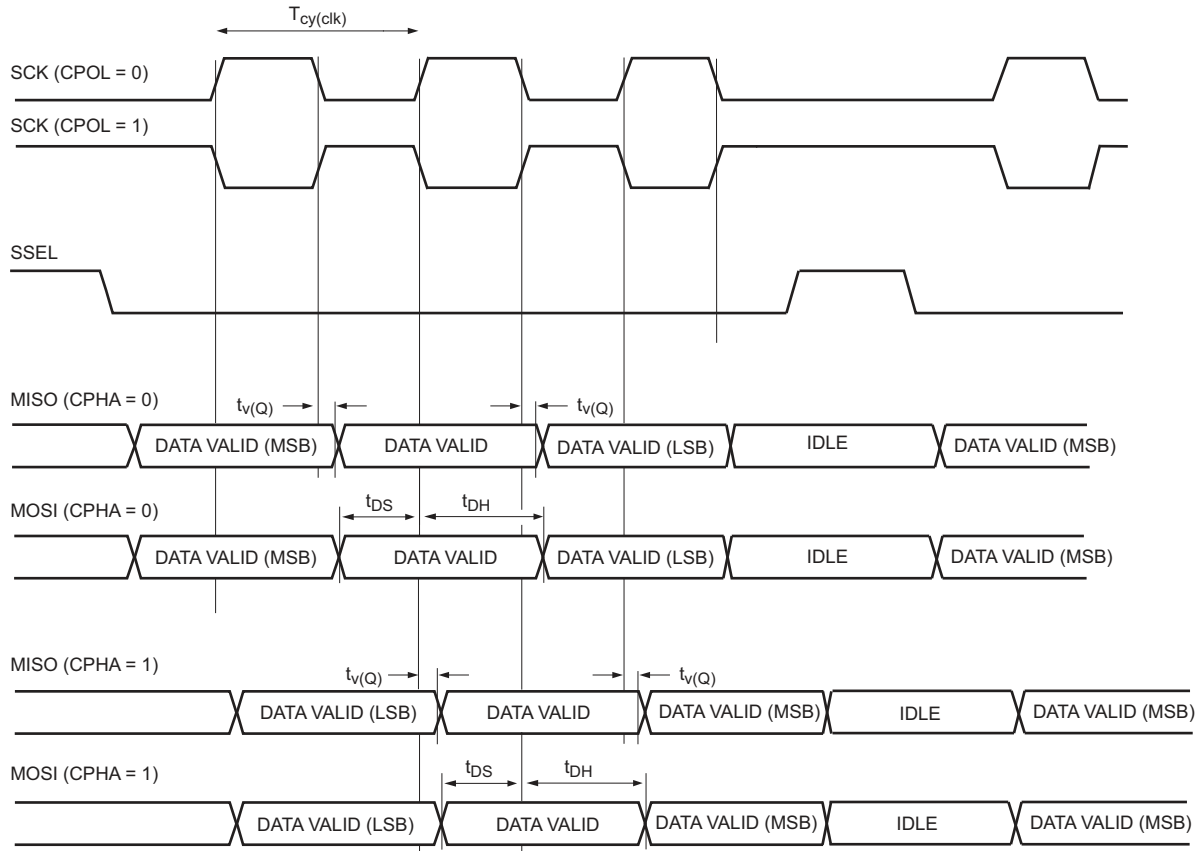 Tcy(clk)
SCK (CPOL = 0)
SCK (CPOL = 1)
SSEL
MISO (CPHA = 0)
tv(Q) tv(Q)
DATA VALID (MSB) DATA VALID DATA VALID (LSB) IDLE DATA VALID (MSB)
tDS tDH
MOSI (CPHA = 0)
DATA VALID (MSB) DATA VALID DATA VALID (LSB) IDLE DATA VALID (MSB)
MISO (CPHA = 1)
tv(Q) tv(Q)
DATA VALID (LSB) DATA VALID DATA VALID (MSB) IDLE DATA VALID (MSB)
tDS tDH
MOSI (CPHA = 1)
DATA VALID (LSB) DATA VALID DATA VALID (MSB) IDLE DATA VALID (MSB)